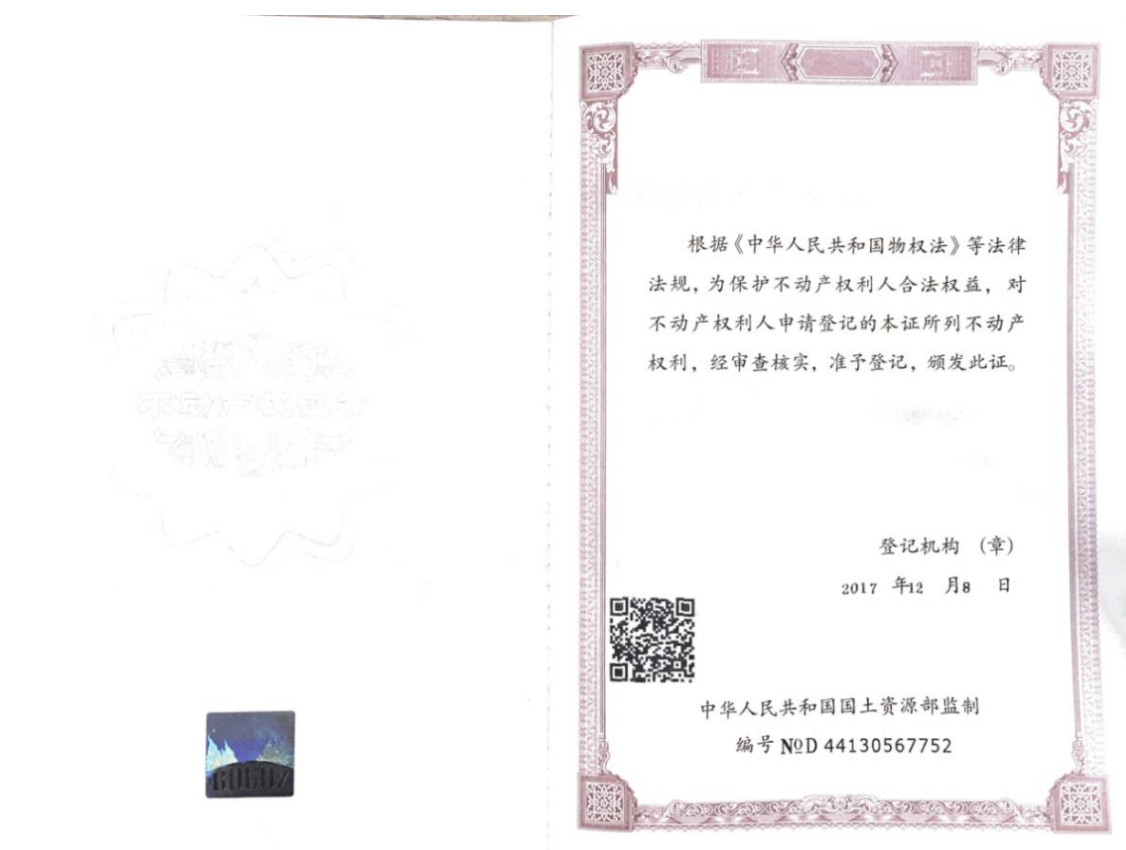 根据《中华人民共和国物权法》等法律
法规，为保护不动产权利人合法权益，对
不动产权利人申请登记的本证所列不动产
权利，经审查核实，准予登记，颁发此证。
登记机构 （章）
2017 年12 月8 日
中华人民共和国国土资源部监制
编号 №D 44130567752